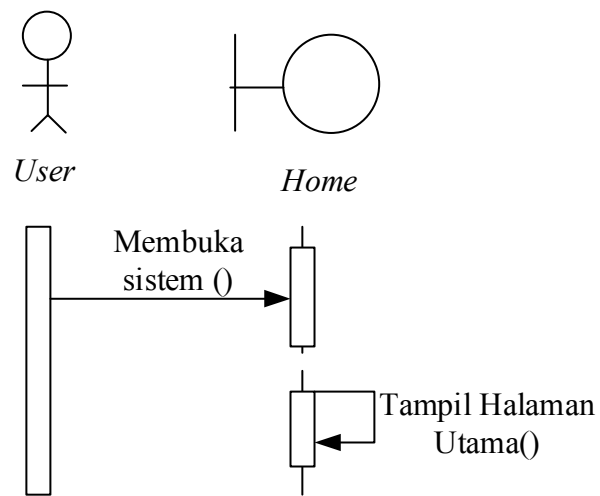 User
Home
Membuka
sistem ()
Tampil Halaman
Utama()